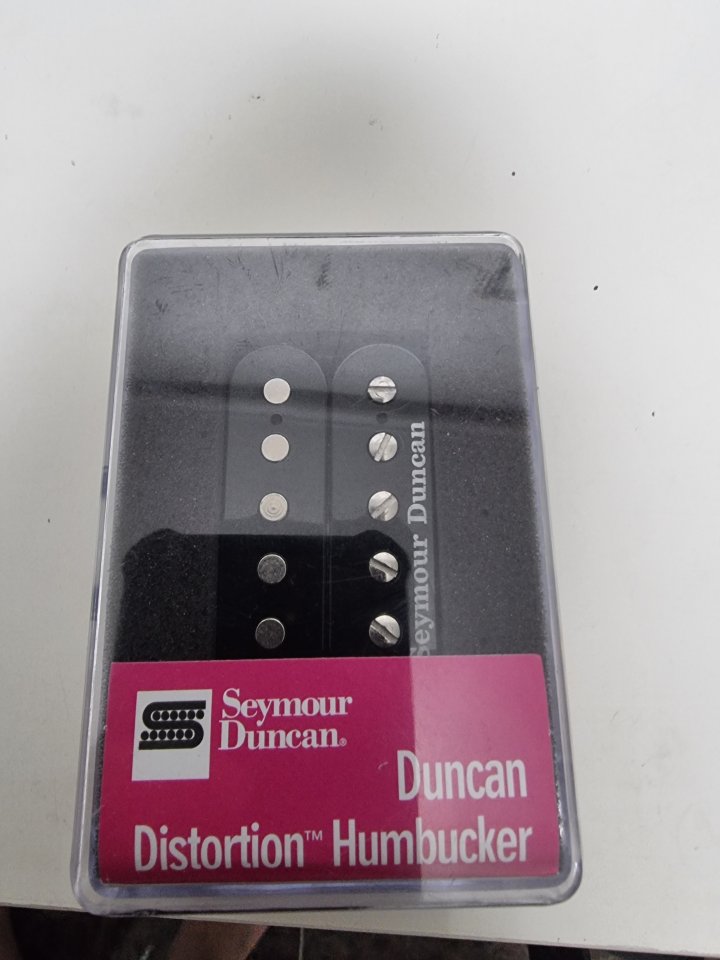 Seymour Duncan
Seymour
Duncan®
Duncan
Distortion™ Humbucker